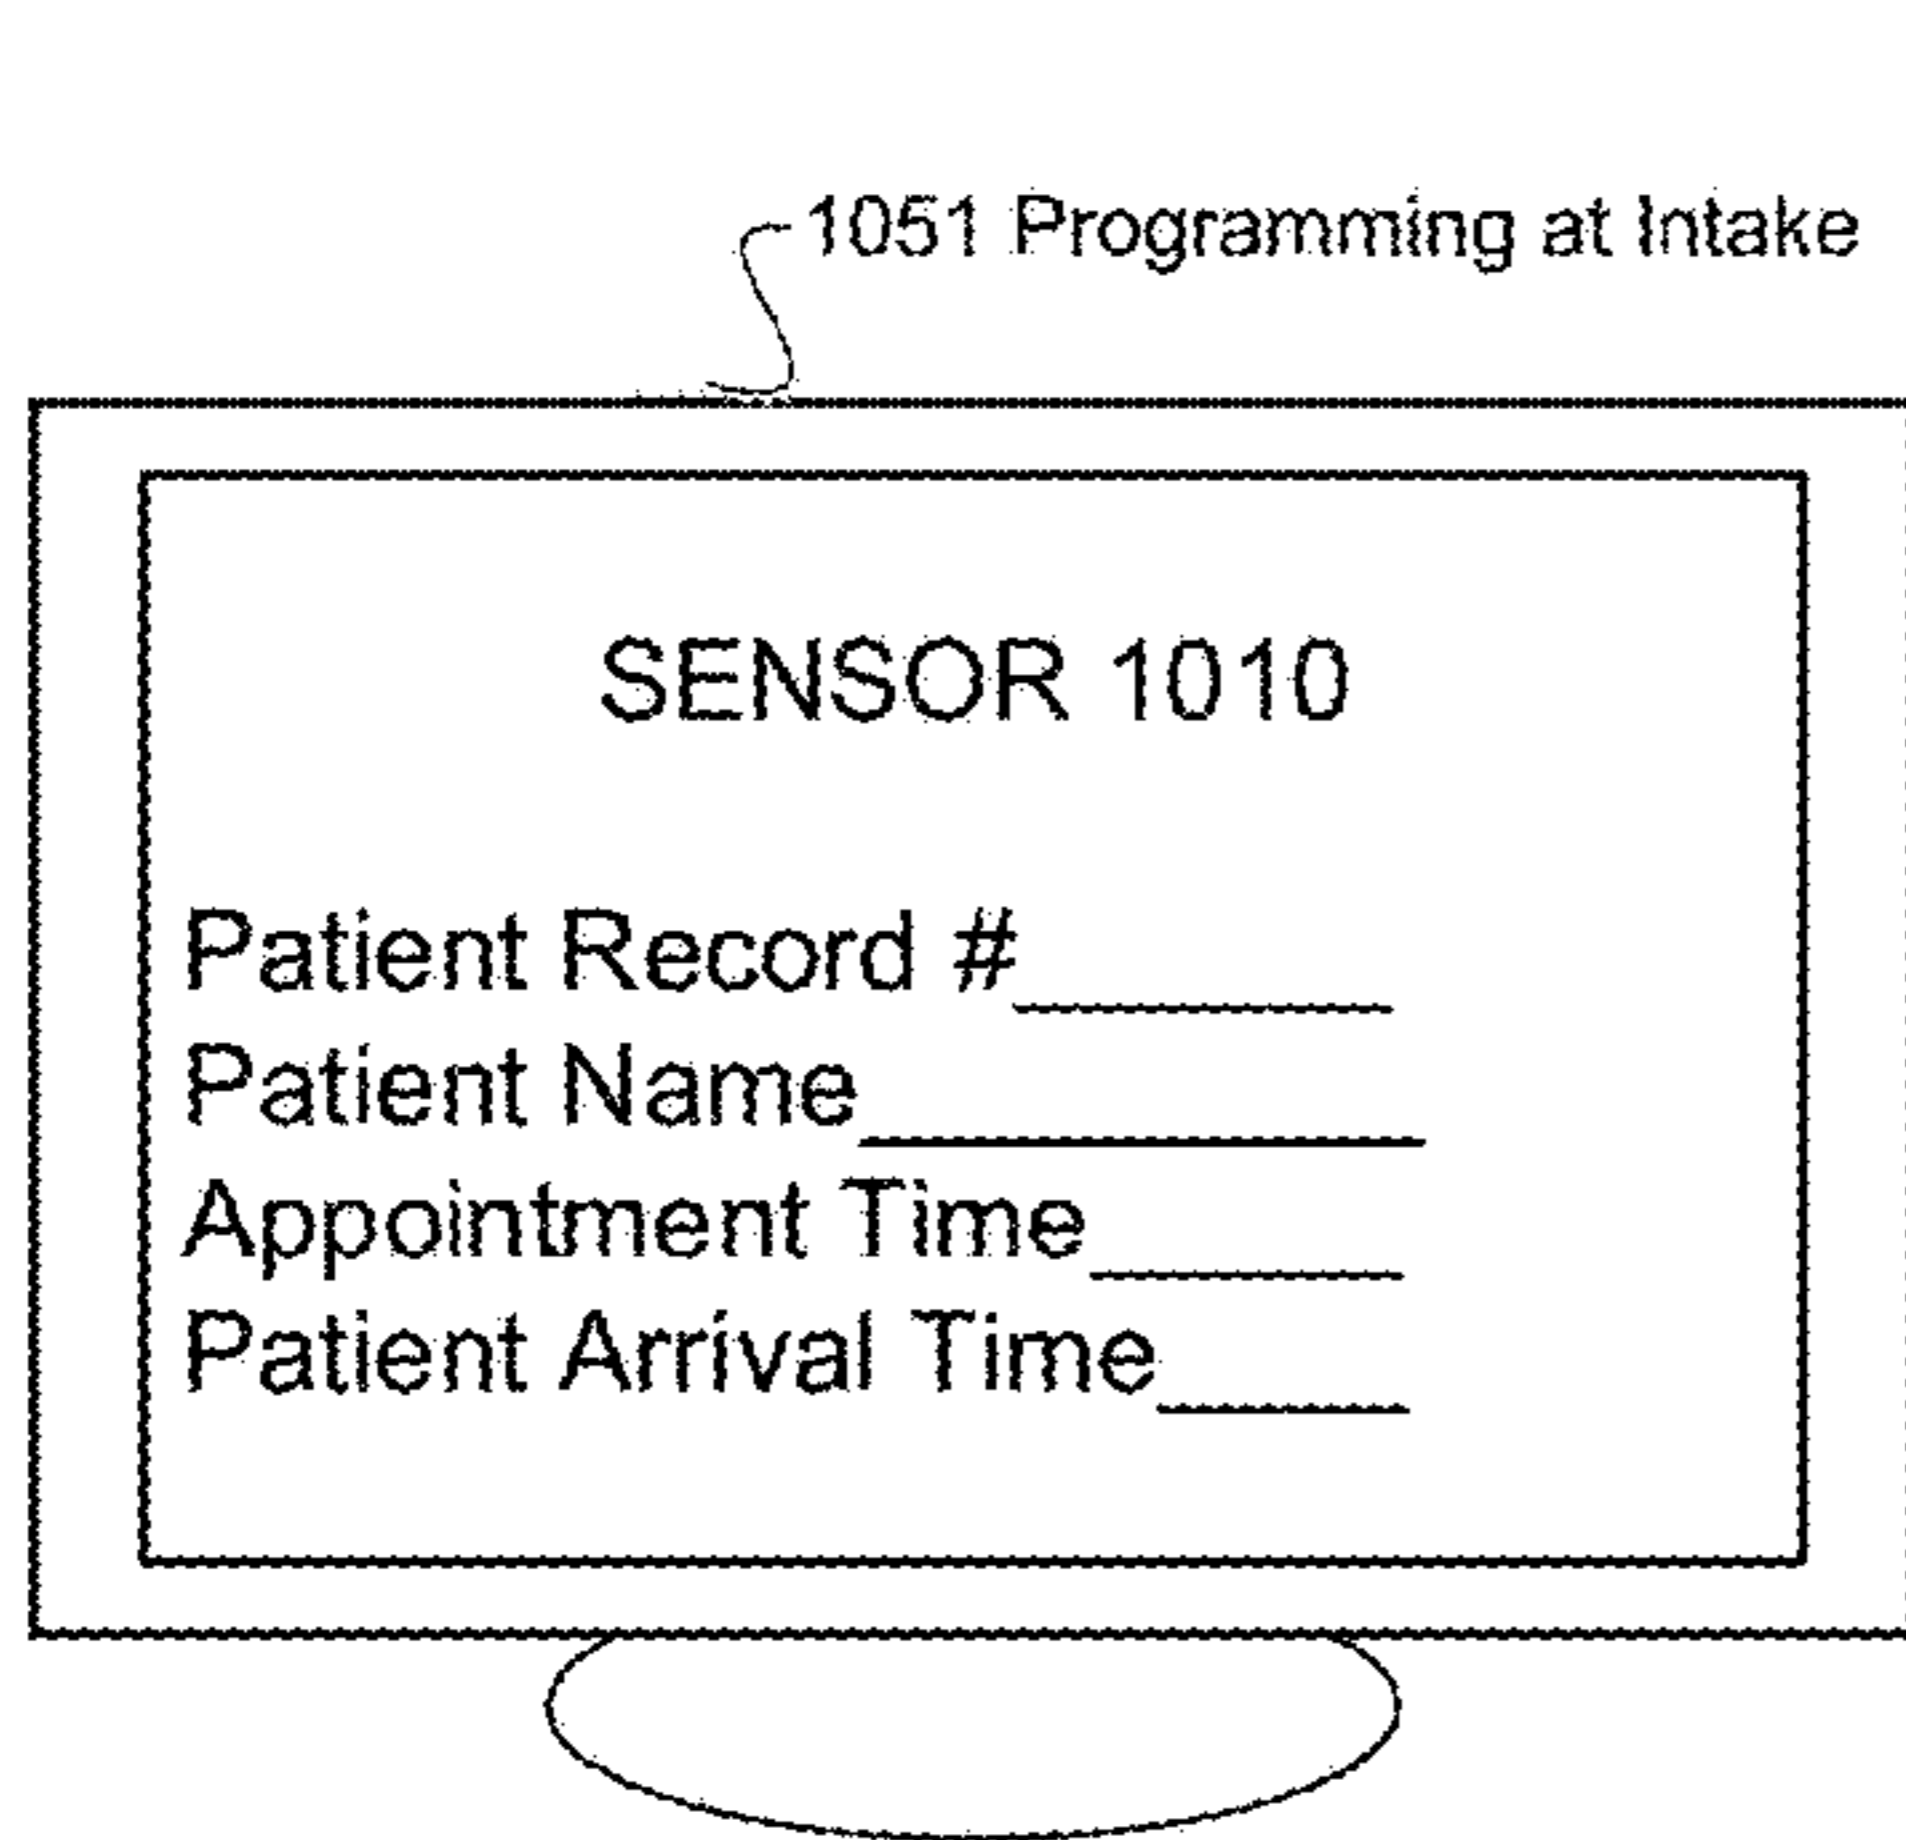 1051 Programming at Intake
SENSOR 1010
Patient Record #________
Patient Name____________
Appointment Time_______
Patient Arrival Time_____